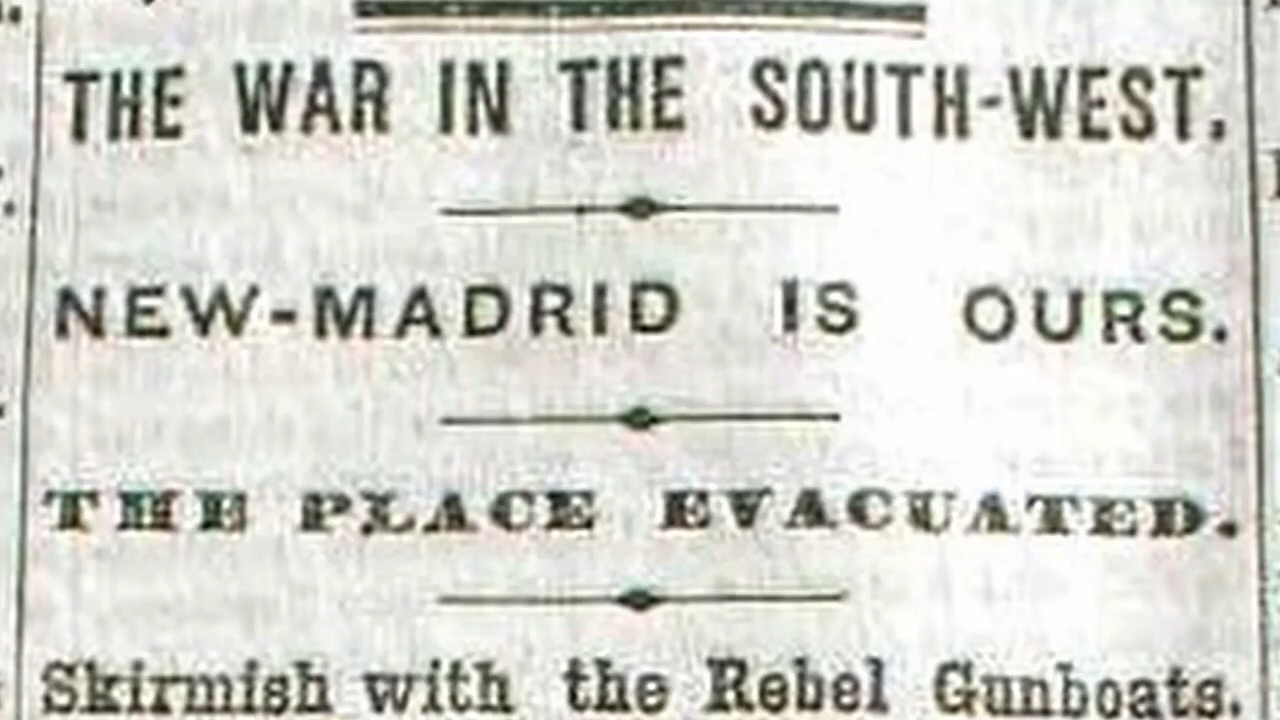 THE WAR IN THE SOUTH-WEST.
NEW-MADRID IS OURS.
THE PLACE EVACUATED.
Skirmish with the Rebel Gunboats.